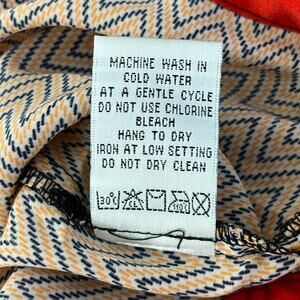 MACHINE WASH IN
COLD WATER
AT A GENTLE CYCLE
DO NOT USE CHLORINE
BLEACH
HANG TO DRY
IRON AT LOW SETTING
DO NOT DRY CLEAN
30°C